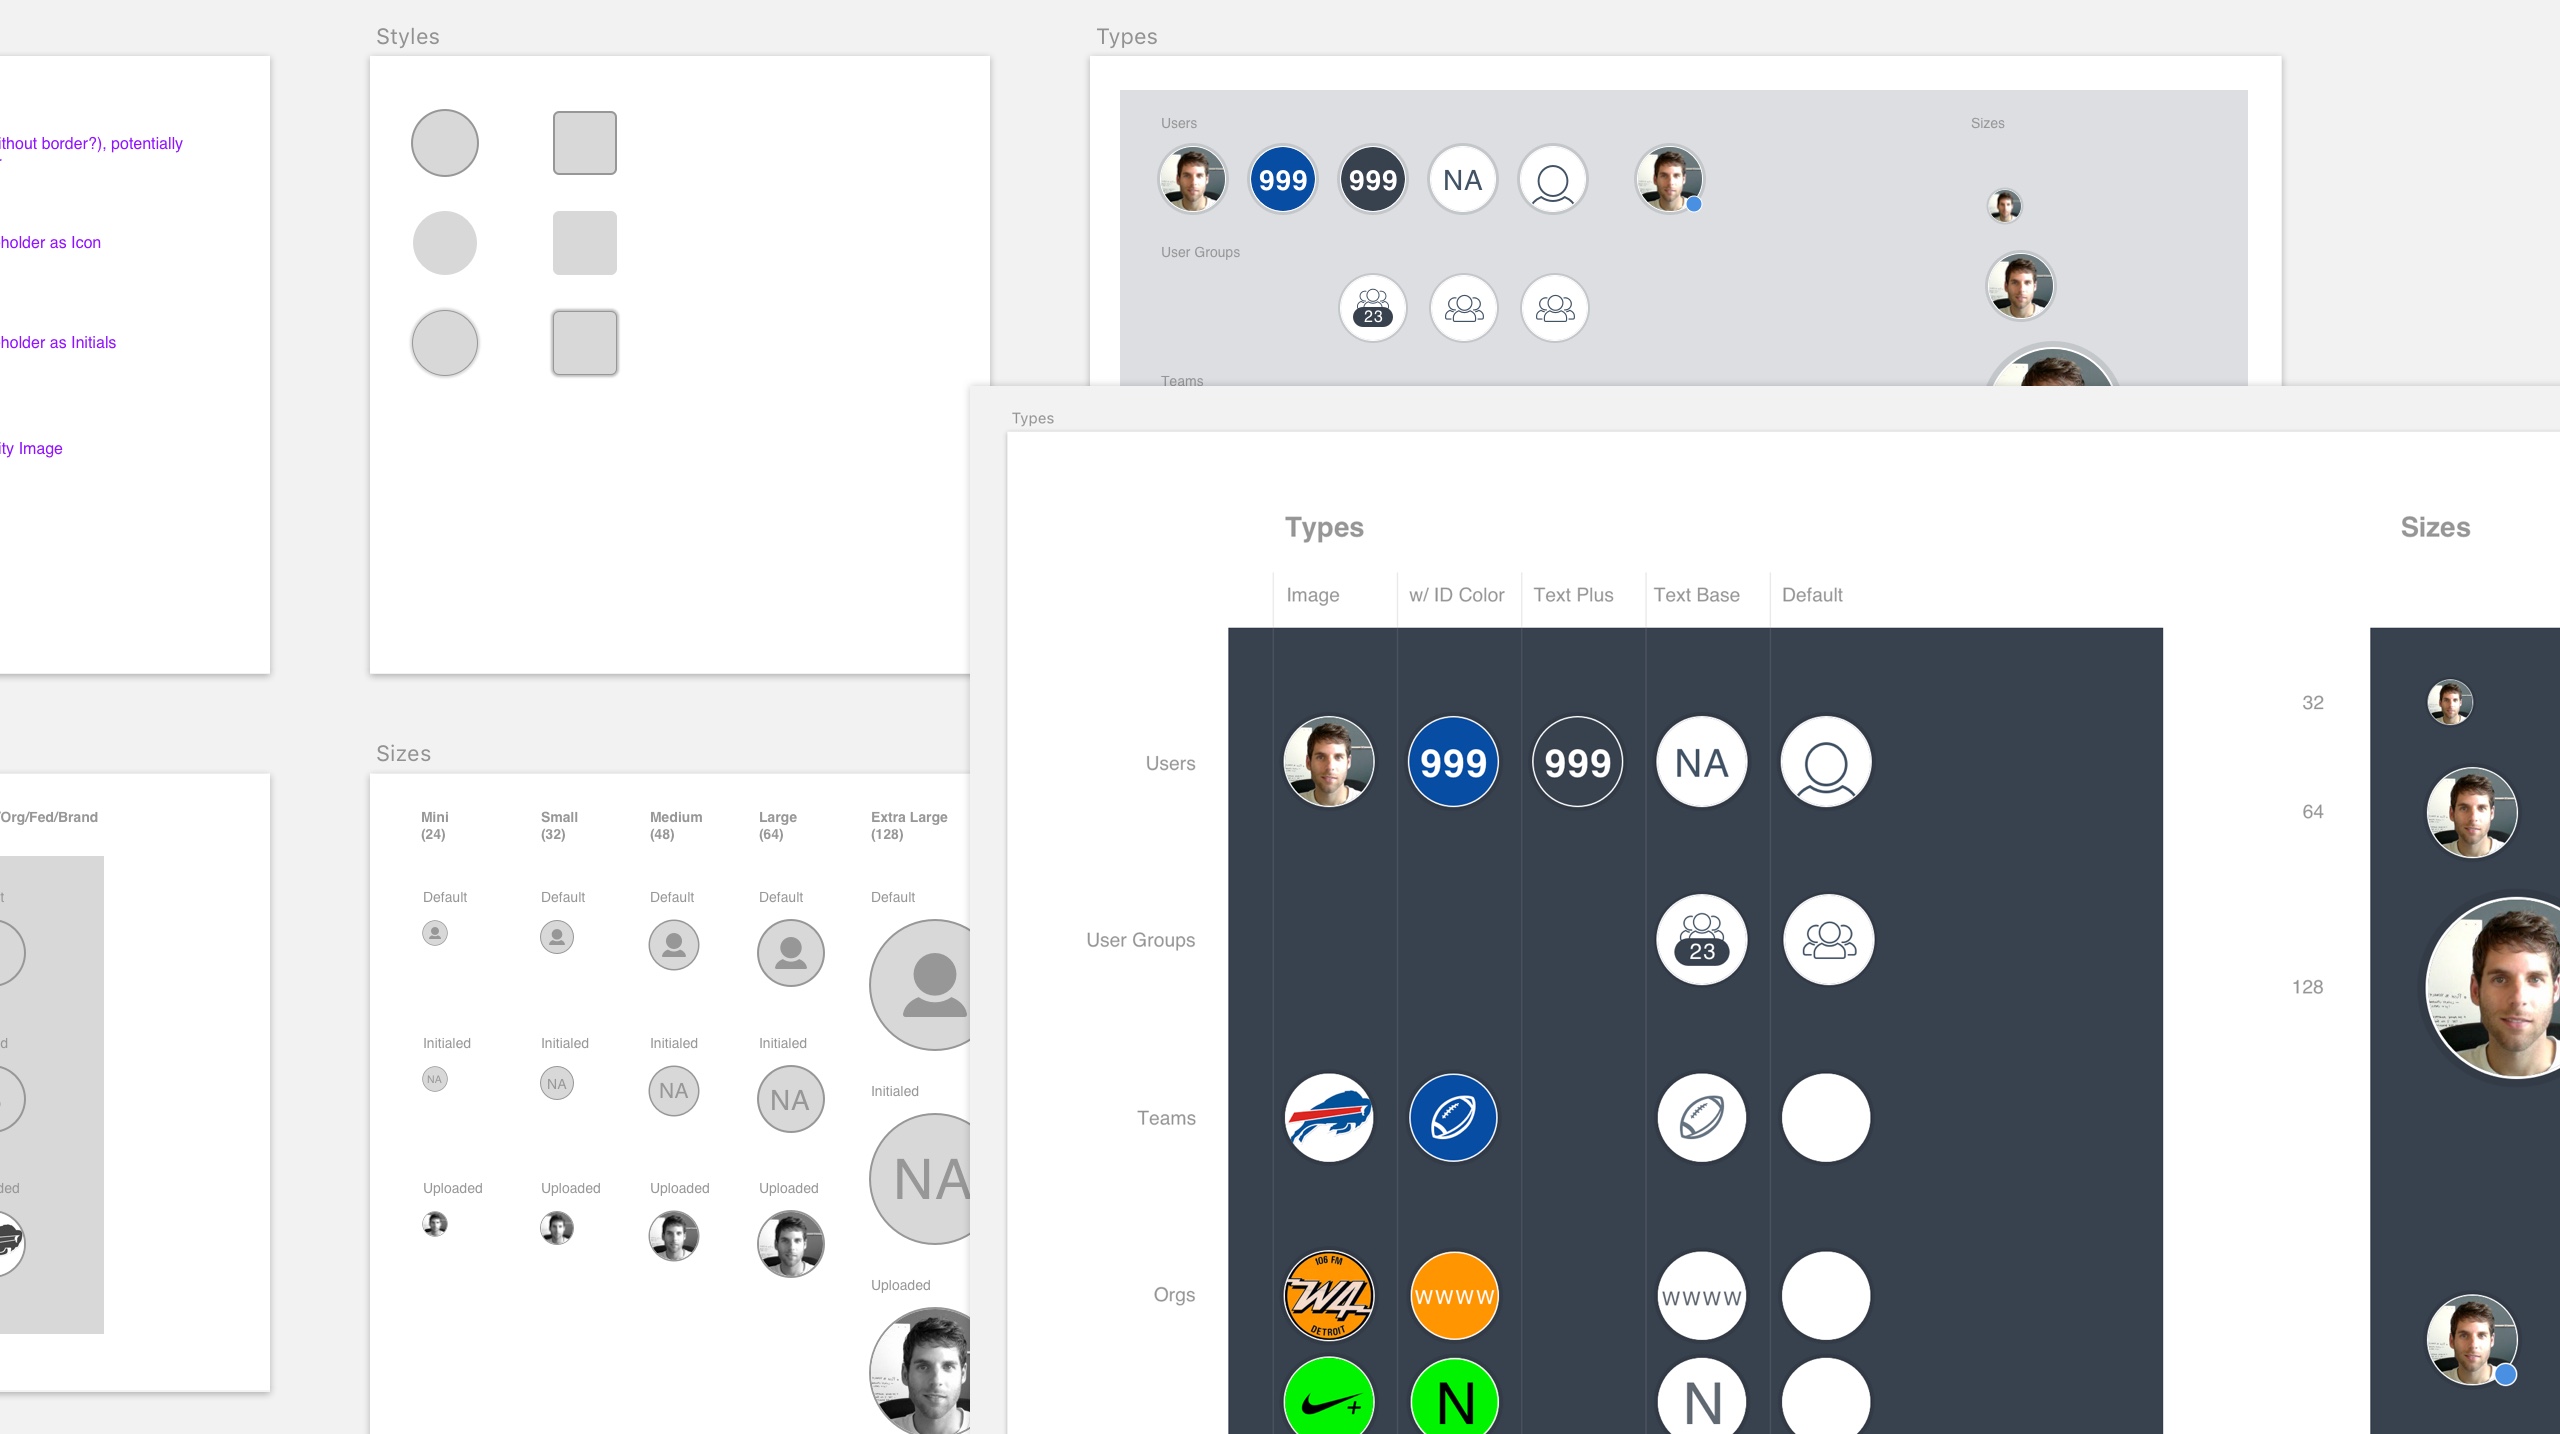 Styles
Types
ithout border?), potentially
holder as Icon
holder as Initials
ity Image
Users
Sizes
999
999
NA
User Groups
23
Teams
Types
Types
Sizes
Image
w/ ID Color
Text Plus
Text Base
Default
32
Users
999
999
NA
64
User Groups
23
128
Teams
Orgs
106 FM
W4
DETROIT
WWWW
WWWW
N
N
Sizes
/Org/Fed/Brand
Mini
(24)
Small
(32)
Medium
(48)
Large
(64)
Extra Large
(128)
t
Default
Default
Default
Default
Default
d
Initialed
Initialed
Initialed
Initialed
Initialed
NA
NA
NA
NA
NA
ded
Uploaded
Uploaded
Uploaded
Uploaded
Uploaded